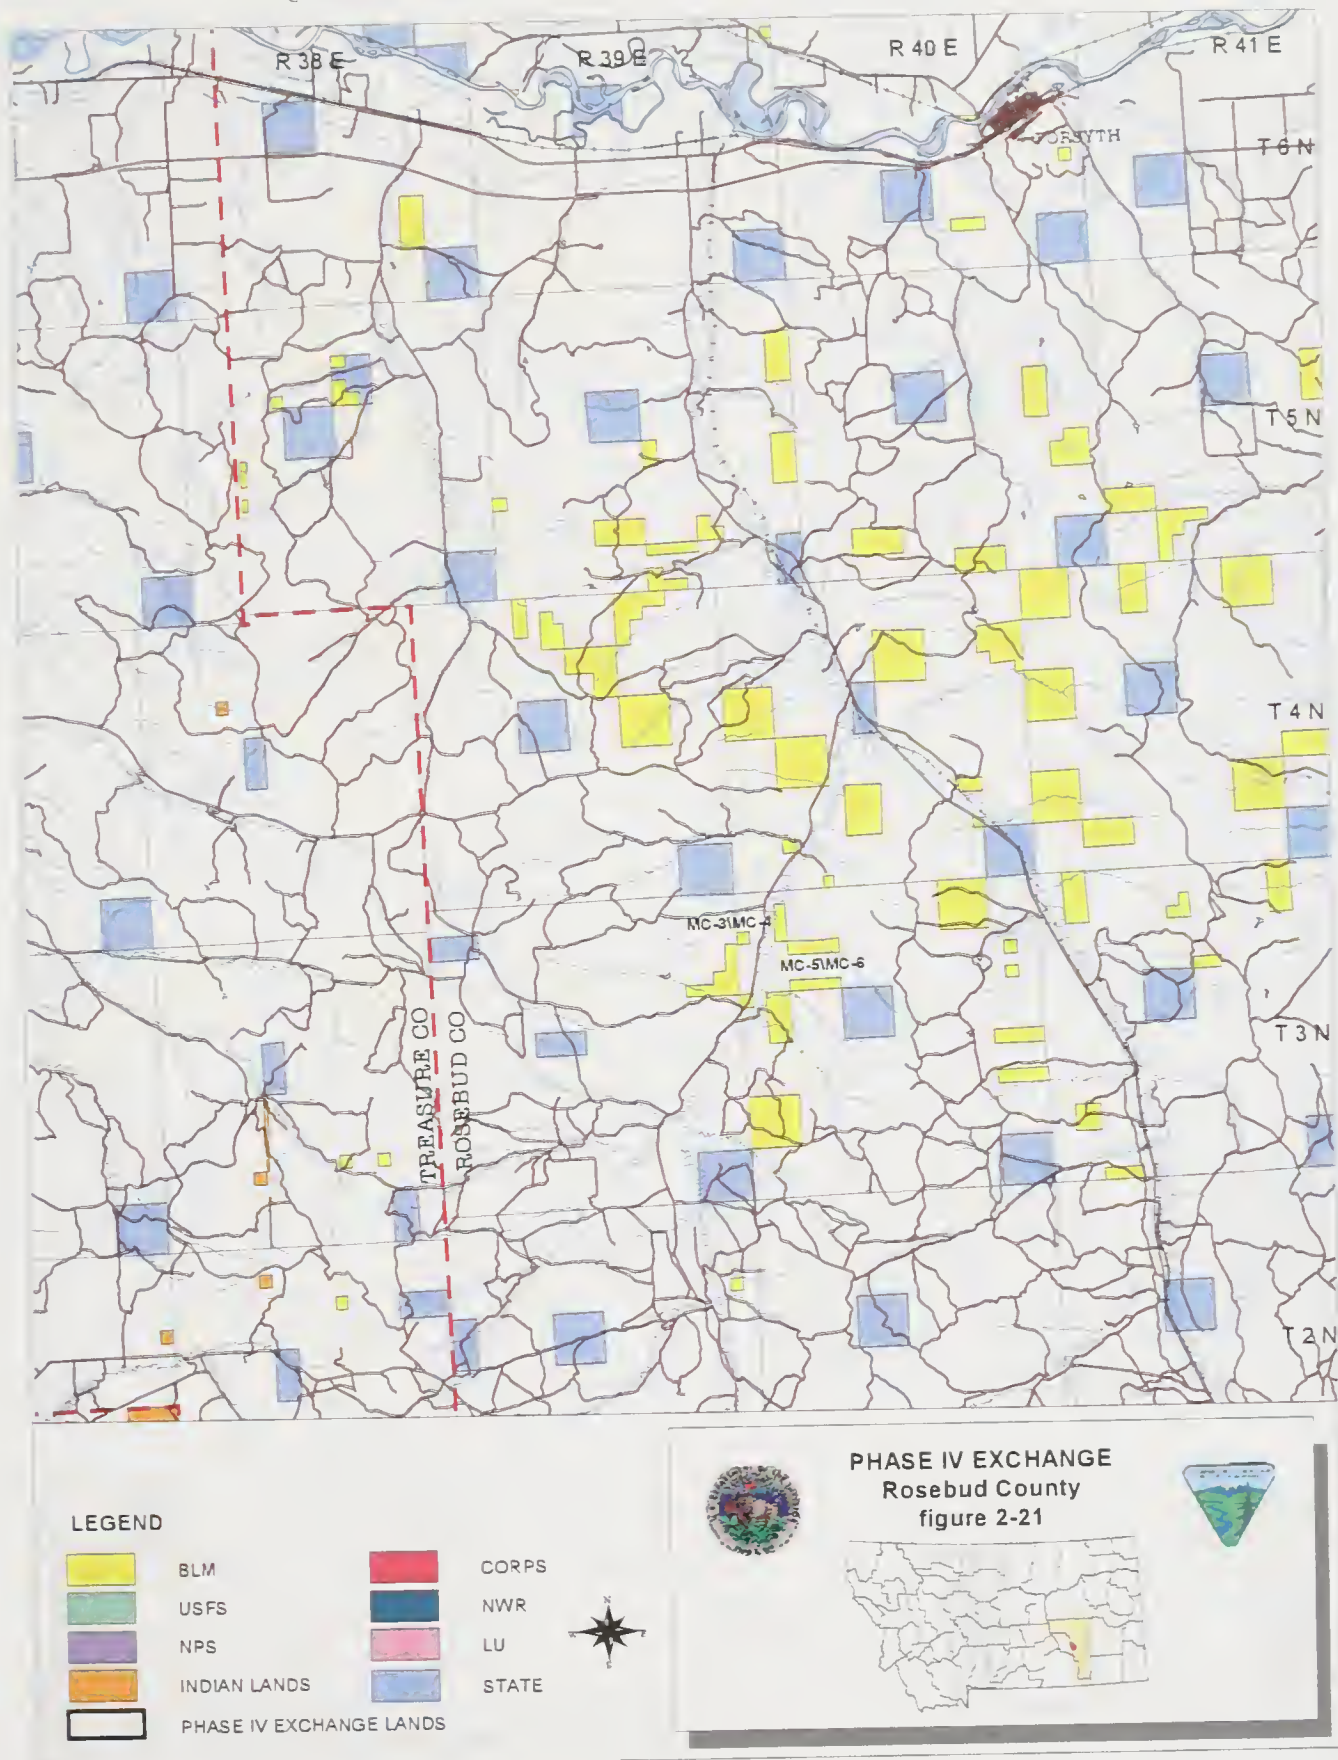 R 38 E
R 39 E
R 40 E
R 41 E
FORSYTH
T 6 N
T 5 N
T 4 N
MC-3\MC-4
MC-5\MC-6
T 3 N
TREASURE CO
ROSEBUD CO
T 2 N
LEGEND
BLM
USFS
NPS
INDIAN LANDS
PHASE IV EXCHANGE LANDS
CORPS
NWR
LU
STATE
PHASE IV EXCHANGE
Rosebud County
figure 2-21